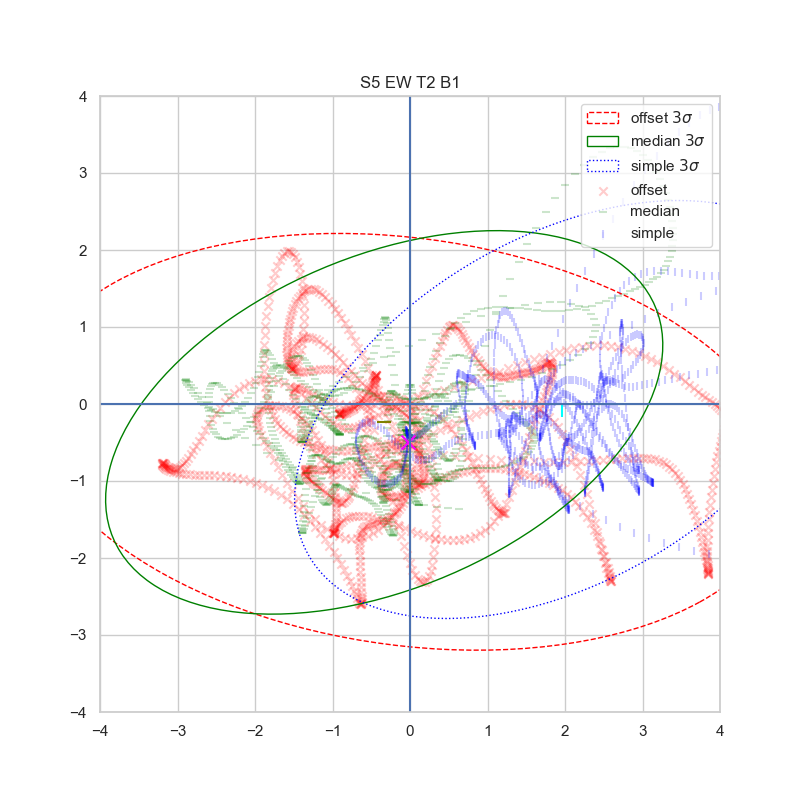 S5 EW T2 B1
offset 3σ
median 3σ
simple 3σ
offset
median
simple
4
3
2
1
0
−1
−2
−3
−4
−4 −3 −2 −1 0 1 2 3 4